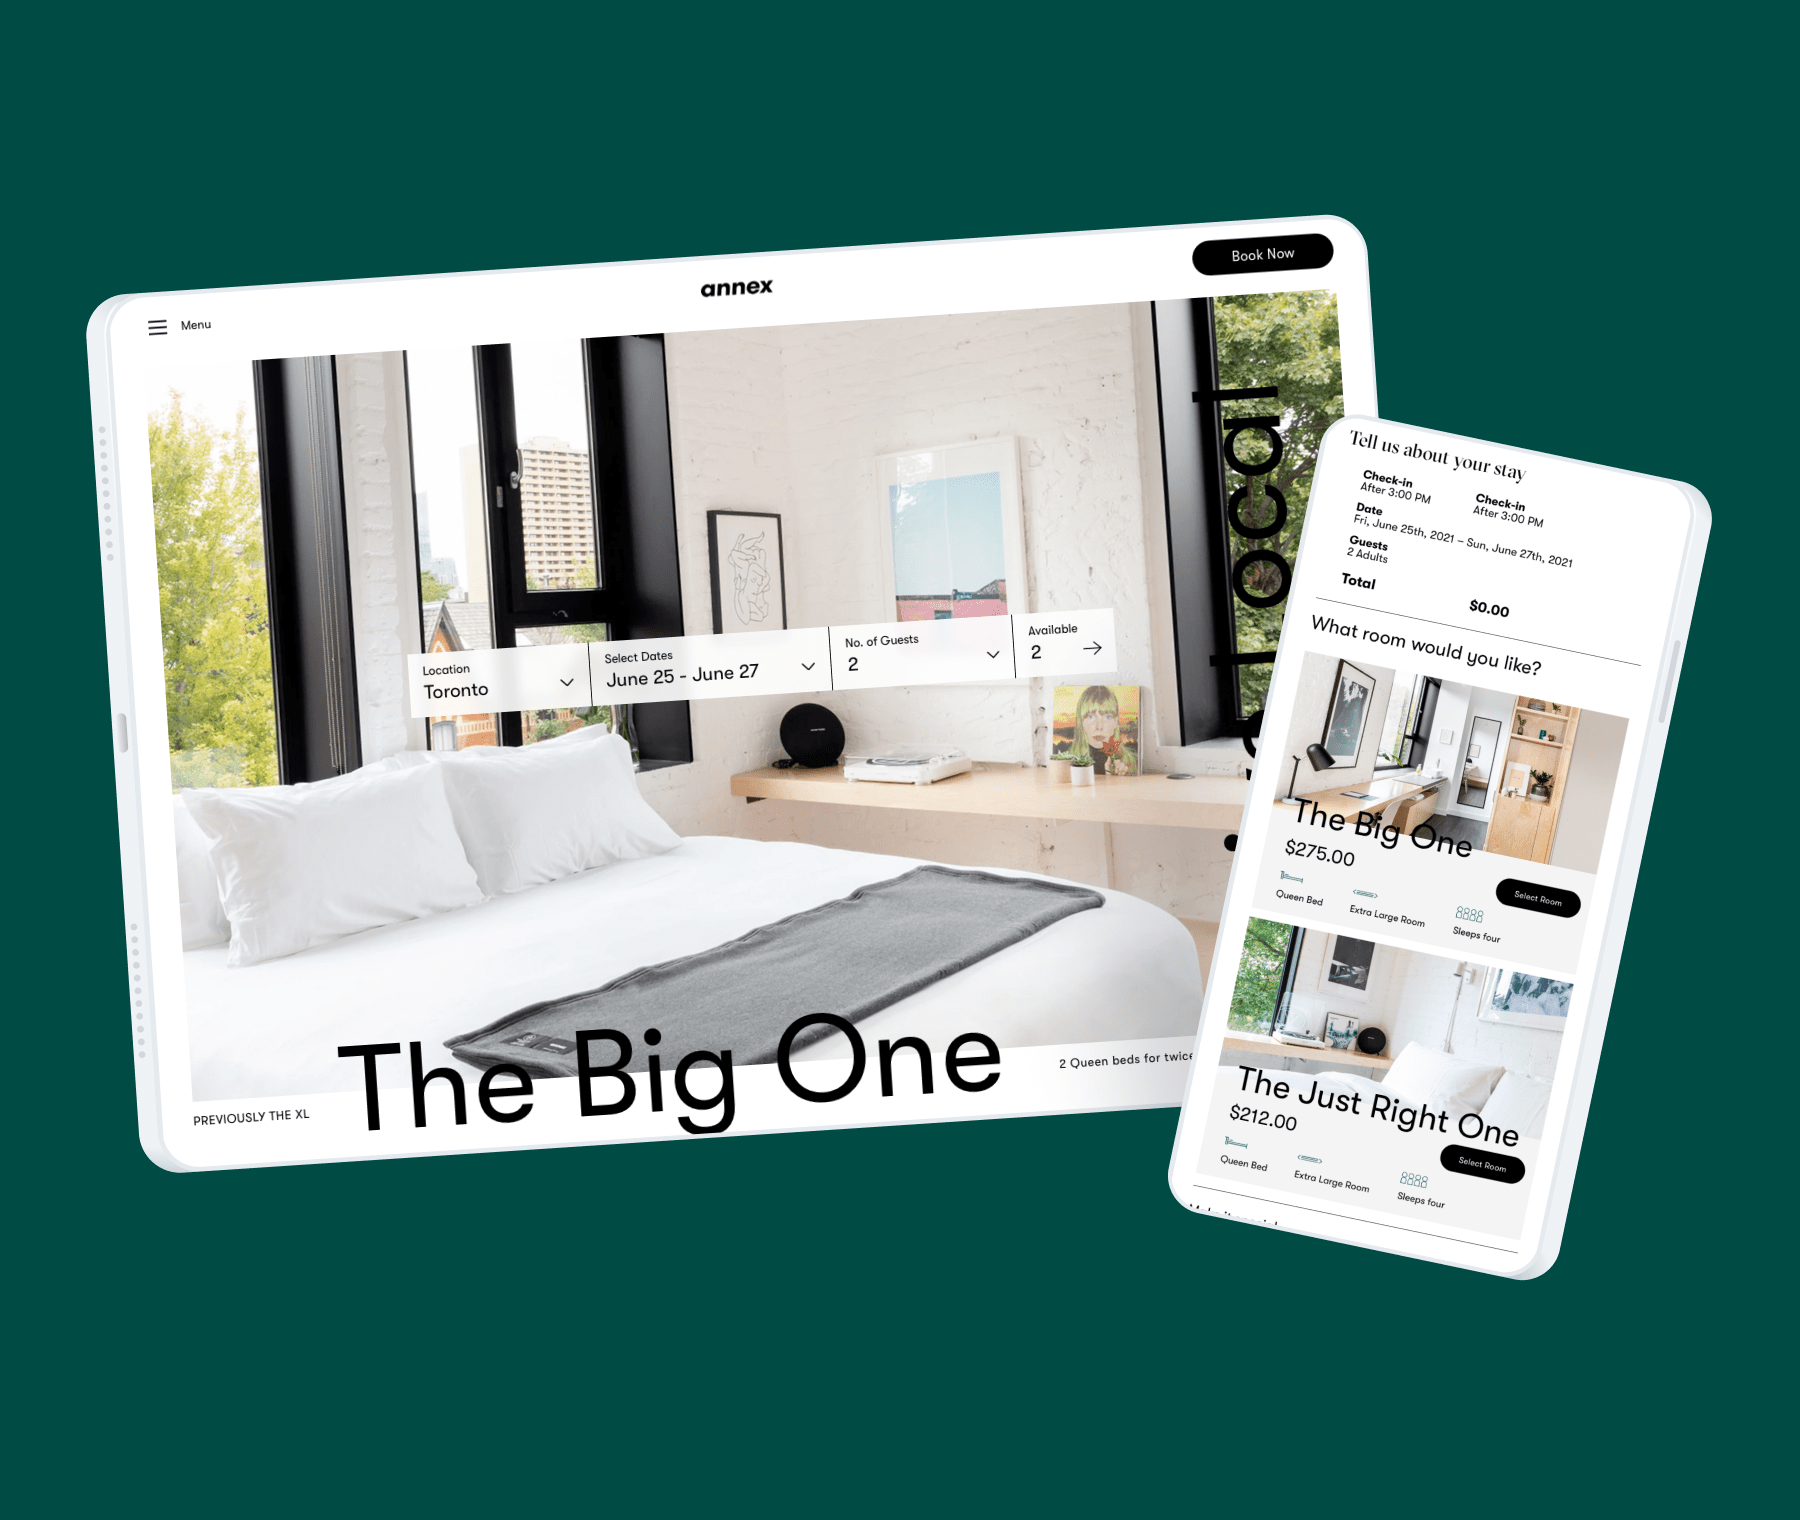 Menu
annex
Book Now
local
Location
Toronto
Select Dates
June 25 - June 27
No. of Guests
2
Available
2
The Big One
PREVIOUSLY THE XL
2 Queen beds for twice
Tell us about your stay
Check-in
After 3:00 PM
Check-in
After 3:00 PM
Date
Fri, June 25th, 2021 – Sun, June 27th, 2021
Guests
2 Adults
Total
$0.00
What room would you like?
The Big One
$275.00
Queen Bed
Extra Large Room
Sleeps four
Select Room
The Just Right One
$212.00
Queen Bed
Extra Large Room
Sleeps four
Select Room